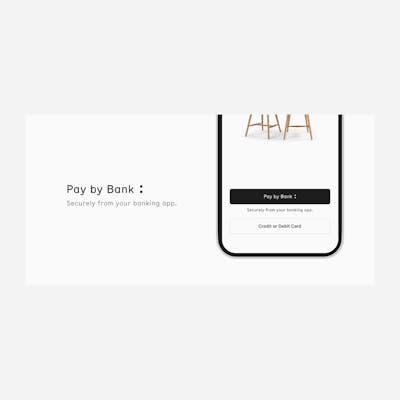 Pay by Bank :
Securely from your banking app.
Pay by Bank :
Securely from your banking app.
Credit or Debit Card